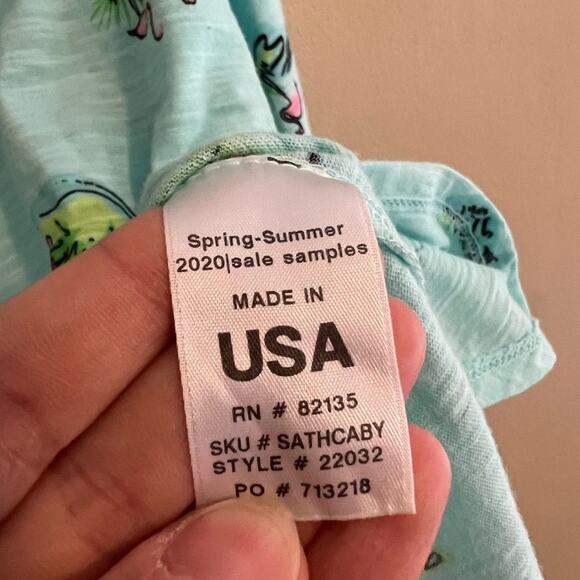 Spring-Summer
2020|sale samples
MADE IN
USA
RN # 82135
SKU # SATHCABY
STYLE # 22032
PO # 713218